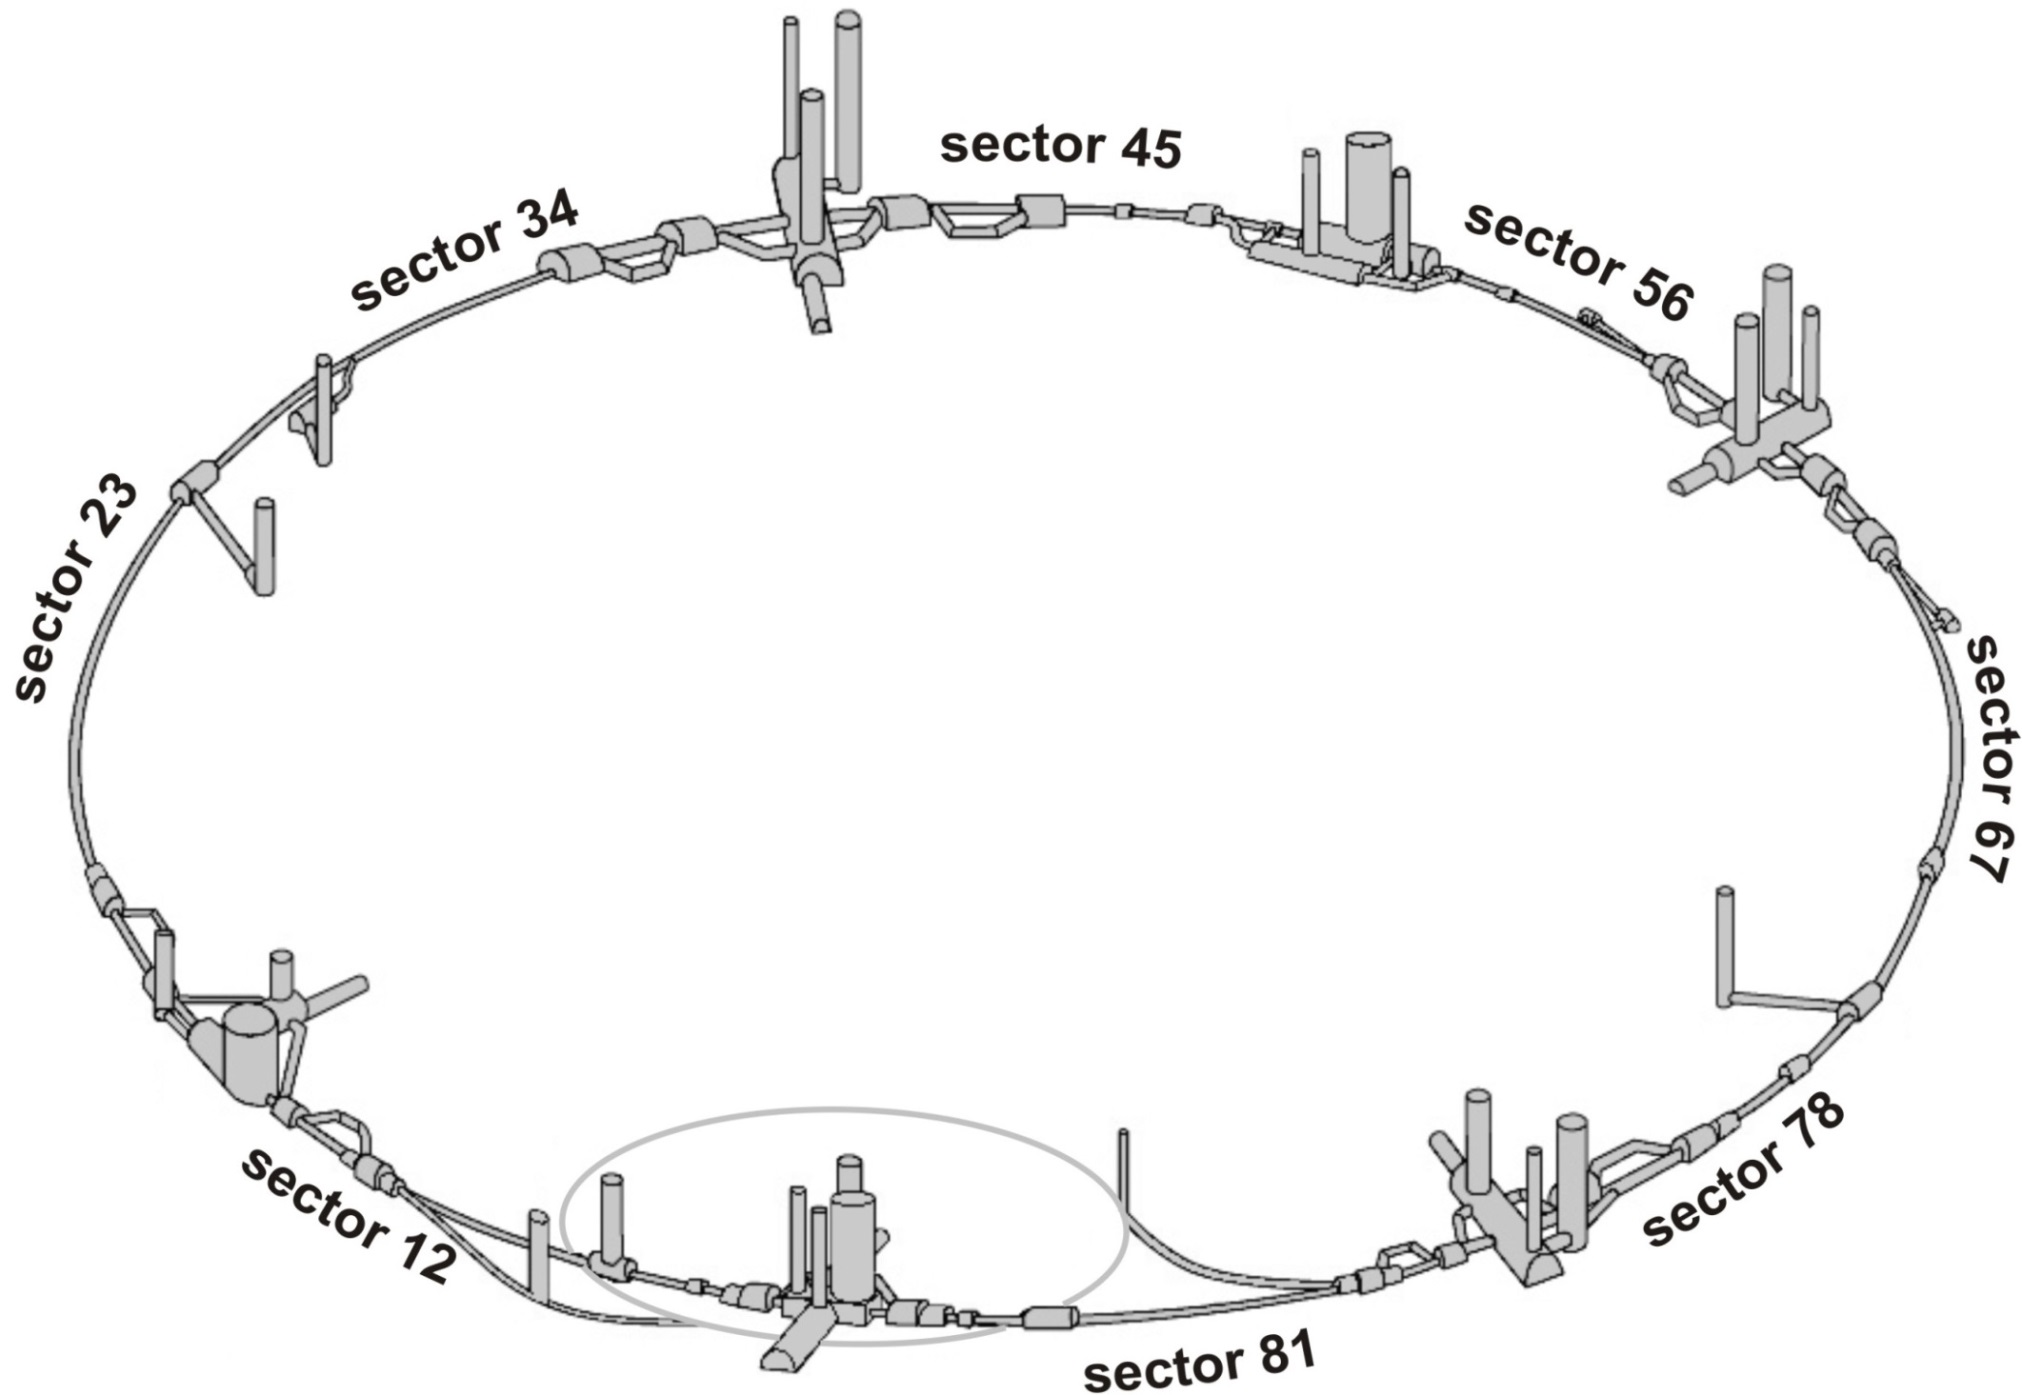 sector 45
sector 34
sector 56
sector 23
sector 67
sector 78
sector 12
sector 81